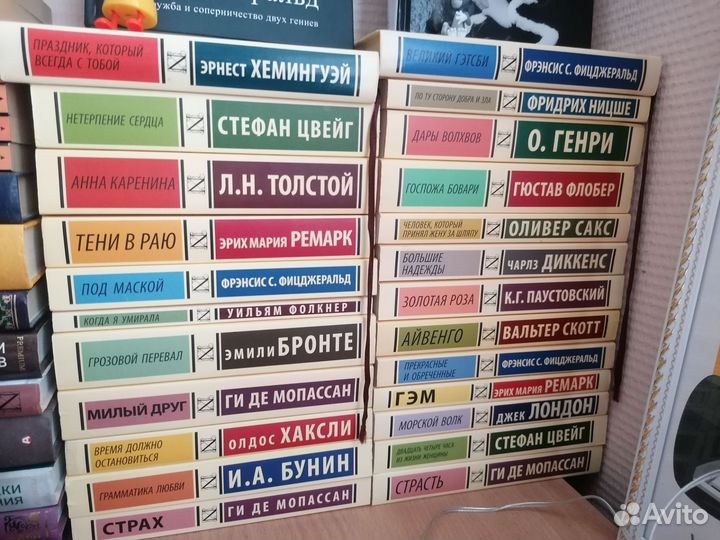 жба и соперничество двух гениев
ПРАЗДНИК, КОТОРЫЙ
ВСЕГДА С ТОБОЙ
ЭРНЕСТ ХЕМИНГУЭЙ
НЕТЕРПЕНИЕ СЕРДЦА
СТЕФАН ЦВЕЙГ
АННА КАРЕНИНА
Л.Н. ТОЛСТОЙ
ТЕНИ В РАЮ
ЭРИХ МАРИЯ РЕМАРК
ПОД МАСКОЙ
ФРЭНСИС С. ФИЦДЖЕРАЛЬД
КОГДА Я УМИРАЛА
УИЛЬЯМ ФОЛКНЕР
ГРОЗОВОЙ ПЕРЕВАЛ
ЭМИЛИ БРОНТЕ
МИЛЫЙ ДРУГ
ГИ ДЕ МОПАССАН
ВРЕМЯ ДОЛЖНО
ОСТАНОВИТЬСЯ
ОЛДОС ХАКСЛИ
ГРАММАТИКА ЛЮБВИ
И.А. БУНИН
СТРАХ
ГИ ДЕ МОПАССАН
ВЕЛИКИЙ ГЭТСБИ
ФРЭНСИС С. ФИЦДЖЕРАЛЬД
ПО ТУ СТОРОНУ ДОБРА И ЗЛА
ФРИДРИХ НИЦШЕ
ДАРЫ ВОЛХВОВ
О. ГЕНРИ
ГОСПОЖА БОВАРИ
ГЮСТАВ ФЛОБЕР
ЧЕЛОВЕК, КОТОРЫЙ
ПРИНЯЛ ЖЕНУ ЗА ШЛЯПУ
ОЛИВЕР САКС
БОЛЬШИЕ
НАДЕЖДЫ
ЧАРЛЗ ДИККЕНС
ЗОЛОТАЯ РОЗА
К.Г. ПАУСТОВСКИЙ
АЙВЕНГО
ВАЛЬТЕР СКОТТ
ПРЕКРАСНЫЕ
И ОБРЕЧЕННЫЕ
ФРЭНСИС С. ФИЦДЖЕРАЛЬД
ГЭМ
ЭРИХ МАРИЯ РЕМАРК
МОРСКОЙ ВОЛК
ДЖЕК ЛОНДОН
ДВАДЦАТЬ ЧЕТЫРЕ ЧАСА
ИЗ ЖИЗНИ ЖЕНЩИНЫ
СТЕФАН ЦВЕЙГ
СТРАСТЬ
ГИ ДЕ МОПАССАН
Avito